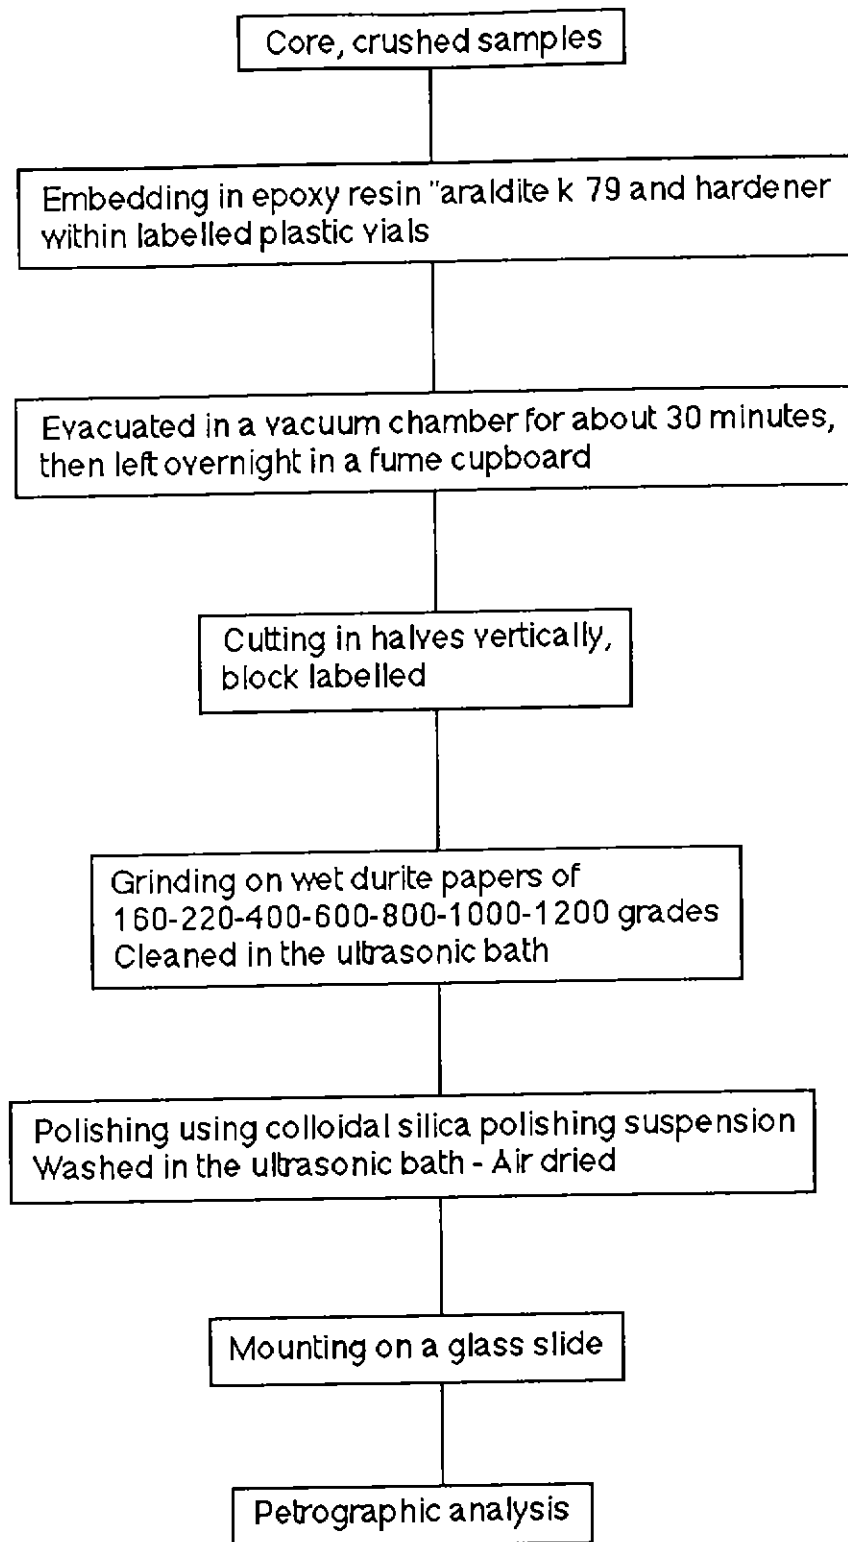 Core, crushed samples
Embedding in epoxy resin "araldite k 79 and hardener
within labelled plastic vials
Evacuated in a vacuum chamber for about 30 minutes,
then left overnight in a fume cupboard
Cutting in halves vertically,
block labelled
Grinding on wet durite papers of
160-220-400-600-800-1000-1200 grades
Cleaned in the ultrasonic bath
Polishing using colloidal silica polishing suspension
Washed in the ultrasonic bath - Air dried
Mounting on a glass slide
Petrographic analysis